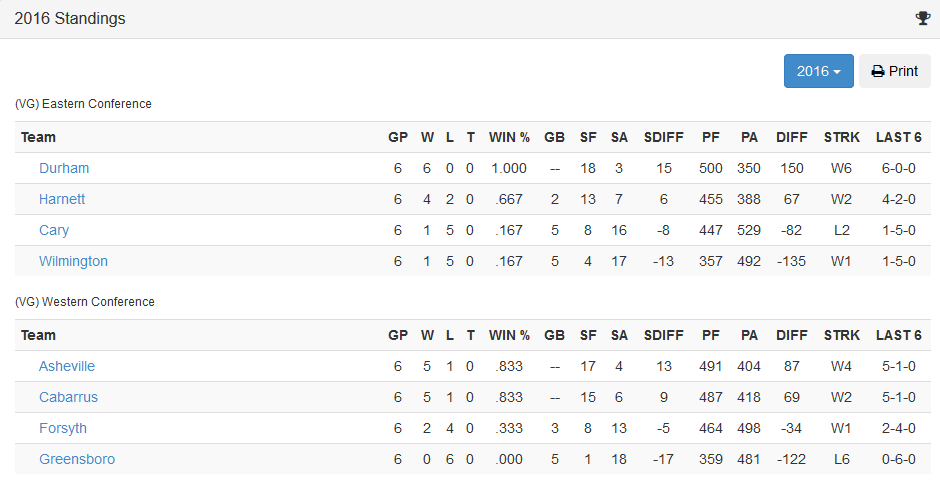 2016 Standings
2016 Print
(VG) Eastern Conference
Team GP W L T WIN % GB SF SA SDIFF PF PA DIFF STRK LAST 6
Durham 6 6 0 0 1.000 -- 18 3 15 500 350 150 W6 6-0-0
Harnett 6 4 2 0 .667 2 13 7 6 455 388 67 W2 4-2-0
Cary 6 1 5 0 .167 5 8 16 -8 447 529 -82 L2 1-5-0
Wilmington 6 1 5 0 .167 5 4 17 -13 357 492 -135 W1 1-5-0
(VG) Western Conference
Team GP W L T WIN % GB SF SA SDIFF PF PA DIFF STRK LAST 6
Asheville 6 5 1 0 .833 -- 17 4 13 491 404 87 W4 5-1-0
Cabarrus 6 5 1 0 .833 -- 15 6 9 487 418 69 W2 5-1-0
Forsyth 6 2 4 0 .333 3 8 13 -5 464 498 -34 W1 2-4-0
Greensboro 6 0 6 0 .000 5 1 18 -17 359 481 -122 L6 0-6-0